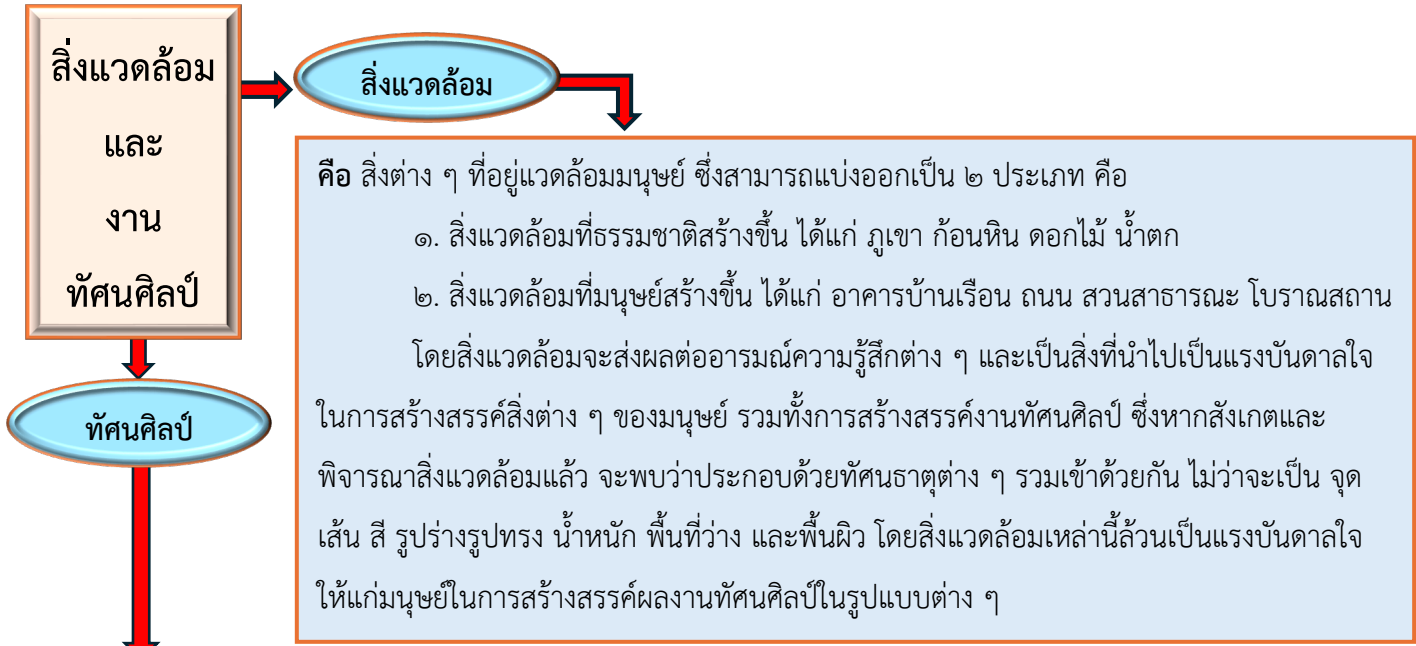 สิ่งแวดล้อม
และ
งาน
ทัศนศิลป์
สิ่งแวดล้อม
คือ สิ่งต่าง ๆ ที่อยู่แวดล้อมมนุษย์ ซึ่งสามารถแบ่งออกเป็น ๒ ประเภท คือ
๑. สิ่งแวดล้อมที่ธรรมชาติสร้างขึ้น ได้แก่ ภูเขา ก้อนหิน ดอกไม้ น้ำตก
๒. สิ่งแวดล้อมที่มนุษย์สร้างขึ้น ได้แก่ อาคารบ้านเรือน ถนน สวนสาธารณะ โบราณสถาน
โดยสิ่งแวดล้อมจะส่งผลต่ออารมณ์ความรู้สึกต่าง ๆ และเป็นสิ่งที่นำไปเป็นแรงบันดาลใจ
ในการสร้างสรรค์สิ่งต่าง ๆ ของมนุษย์ รวมทั้งการสร้างสรรค์งานทัศนศิลป์ ซึ่งหากสังเกตและ
พิจารณาสิ่งแวดล้อมแล้ว จะพบว่าประกอบด้วยทัศนธาตุต่าง ๆ รวมเข้าด้วยกัน ไม่ว่าจะเป็น จุด
เส้น สี รูปร่างรูปทรง น้ำหนัก พื้นที่ว่าง และพื้นผิว โดยสิ่งแวดล้อมเหล่านี้ล้วนเป็นแรงบันดาลใจ
ให้แก่มนุษย์ในการสร้างสรรค์ผลงานทัศนศิลป์ในรูปแบบต่าง ๆ
ทัศนศิลป์